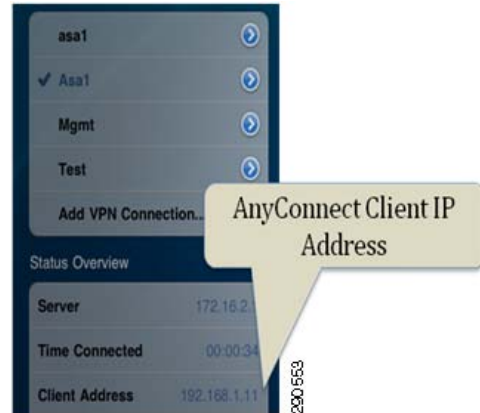 asa1
✔ Asa1
Mgmt
Test
Add VPN Connection...
AnyConnect Client IP
Address
Status Overview
Server 172.16.2.
Time Connected 00:00:34
Client Address 192.168.1.11
290553